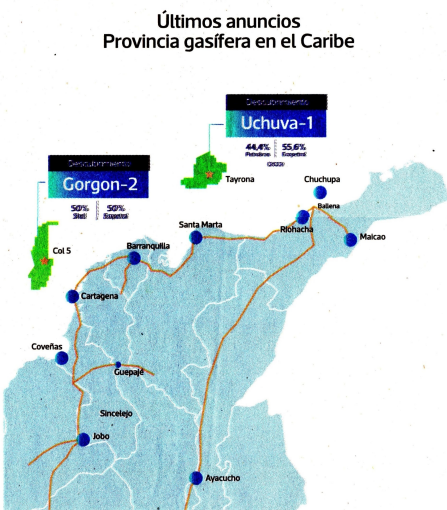 Últimos anuncios
Provincia gasífera en el Caribe
Descubrimiento
Uchuva-1
44,4% 55,6%
Petrobras Ecopetrol
Tayrona
Descubrimiento
Gorgon-2
50% 50%
Shell Ecopetrol
Col 5
Chuchupa
Ballena
Riohacha
Maicao
Santa Marta
Barranquilla
Cartagena
Coveñas
Guepajé
Sincelejo
Jobo
Ayacucho